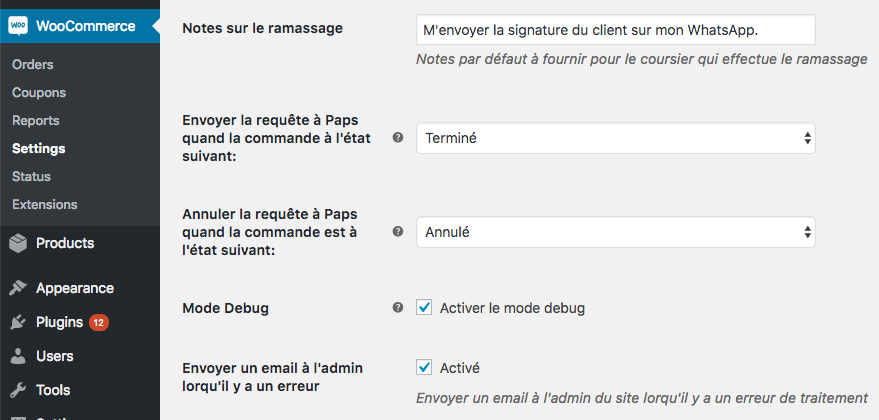 WOO WooCommerce
Orders
Coupons
Reports
Settings
Status
Extensions
Products
Appearance
Plugins 12
Users
Tools
Notes sur le ramassage
M'envoyer la signature du client sur mon WhatsApp.
Notes par défaut à fournir pour le coursier qui effectue le ramassage
Envoyer la requête à Paps
quand la commande à l'état
suivant:
?
Terminé
Annuler la requête à Paps
quand la commande est à
l'état suivant:
?
Annulé
Mode Debug
?
Activer le mode debug
Envoyer un email à l'admin
lorqu'il y a un erreur
Activé
Envoyer un email à l'admin du site lorqu'il y a un erreur de traitement